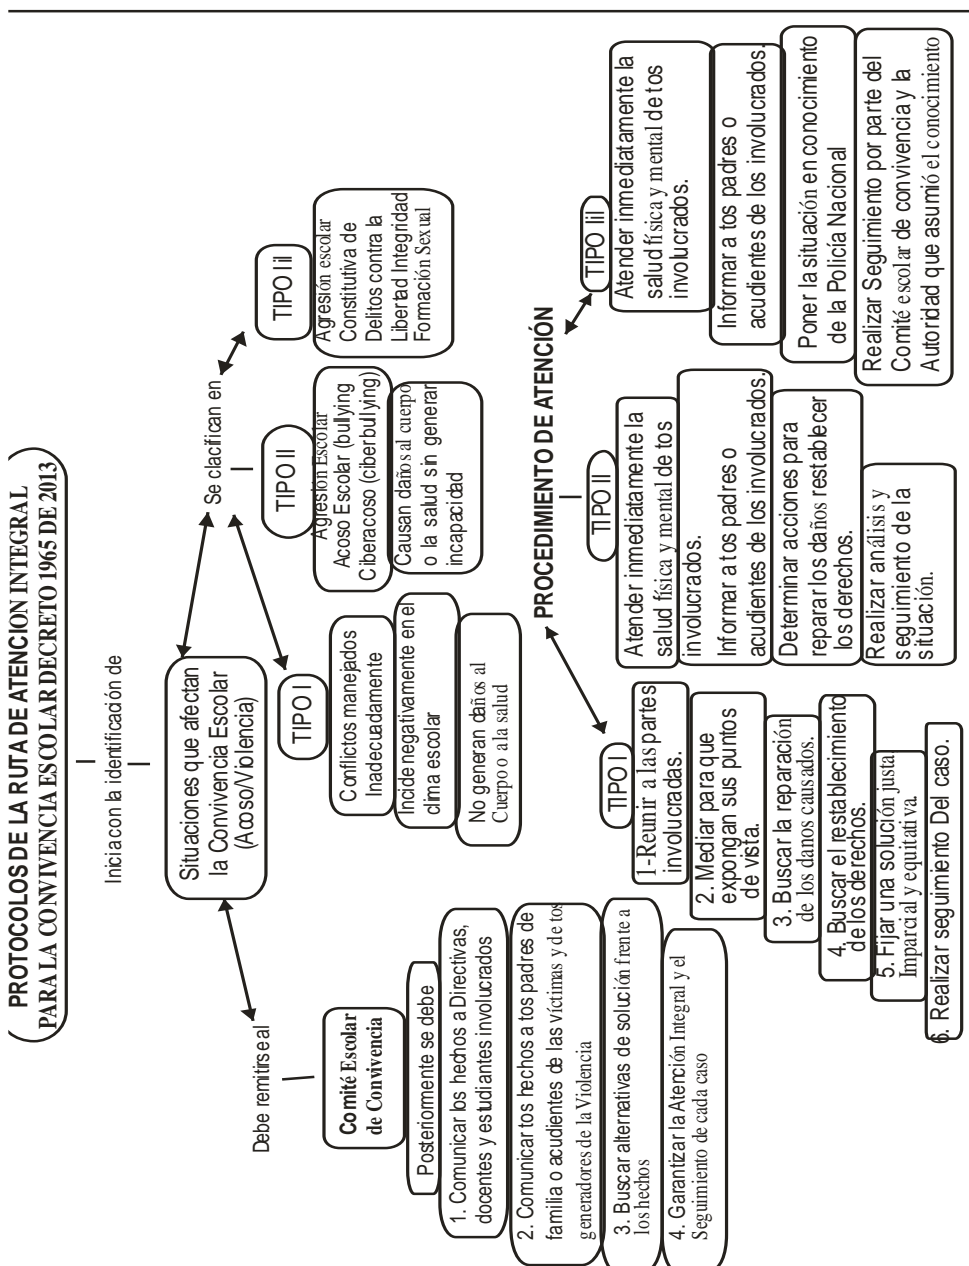 PROTOCOLOS DE LA RUTA DE ATENCION INTEGRAL
PARA LA CONVIVENCIA ESCOLAR DECRETO 1965 DE 2013
Inicia con la identificación de
Situaciones que afectan
la Convivencia Escolar
(Acoso/Violencia)
Debe remitirse al
Comité Escolar
de Convivencia
Posteriormente se debe
1. Comunicar los hechos a Directivas,
docentes y estudiantes involucrados
2. Comunicar tos hechos a tos padres de
familia o acudientes de las víctimas y de tos
generadores de la Violencia
3. Buscar alternativas de solución frente a
los hechos
4. Garantizar la Atención Integral y el
Seguimiento de cada caso
Se clacifican en
TIPO I
Conflictos manejados
Inadecuadamente
Incide negativamente en el
clima escolar
No generan daños al
Cuerpo o a la salud
TIPO II
Agresión Escolar
Acoso Escolar (bullying
Ciberacoso (ciberbullying)
Causan daños al cuerpo
o la salud sin generar
incapacidad
TIPO Iil
Agresión escolar
Constitutiva de
Delitos contra la
Libertad Integridad
Formación Sexual
PROCEDIMIENTO DE ATENCIÓN
TIPO I
1-Reunir a las partes
involucradas.
2. Mediar para que
expongan sus puntos
de vista.
3. Buscar la reparación
de los danos causados.
4. Buscar el restablecimiento
de los derechos.
5. Fijar una solución justa,
Imparcial y equitativa.
6. Realizar seguimiento Del caso.
TIPO II
Atender inmediatamente la
salud física y mental de tos
involucrados.
Informar a tos padres o
acudientes de los involucrados.
Determinar acciones para
reparar los daños restablecer
los derechos.
Realizar análisis y
seguimiento de la
situación.
TIPO Iii
Atender inmediatamente la
salud física y mental de tos
involucrados.
Informar a tos padres o
acudientes de los involucrados.
Poner la situación en conocimiento
de la Policía Nacional
Realizar Seguimiento por parte del
Comité escolar de convivencia y la
Autoridad que asumió el conocimiento